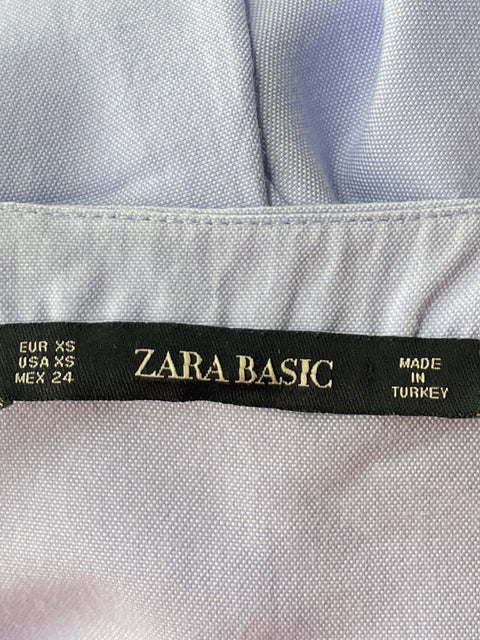 EUR XS
USA XS
MEX 24
ZARA BASIC
MADE
IN
TURKEY